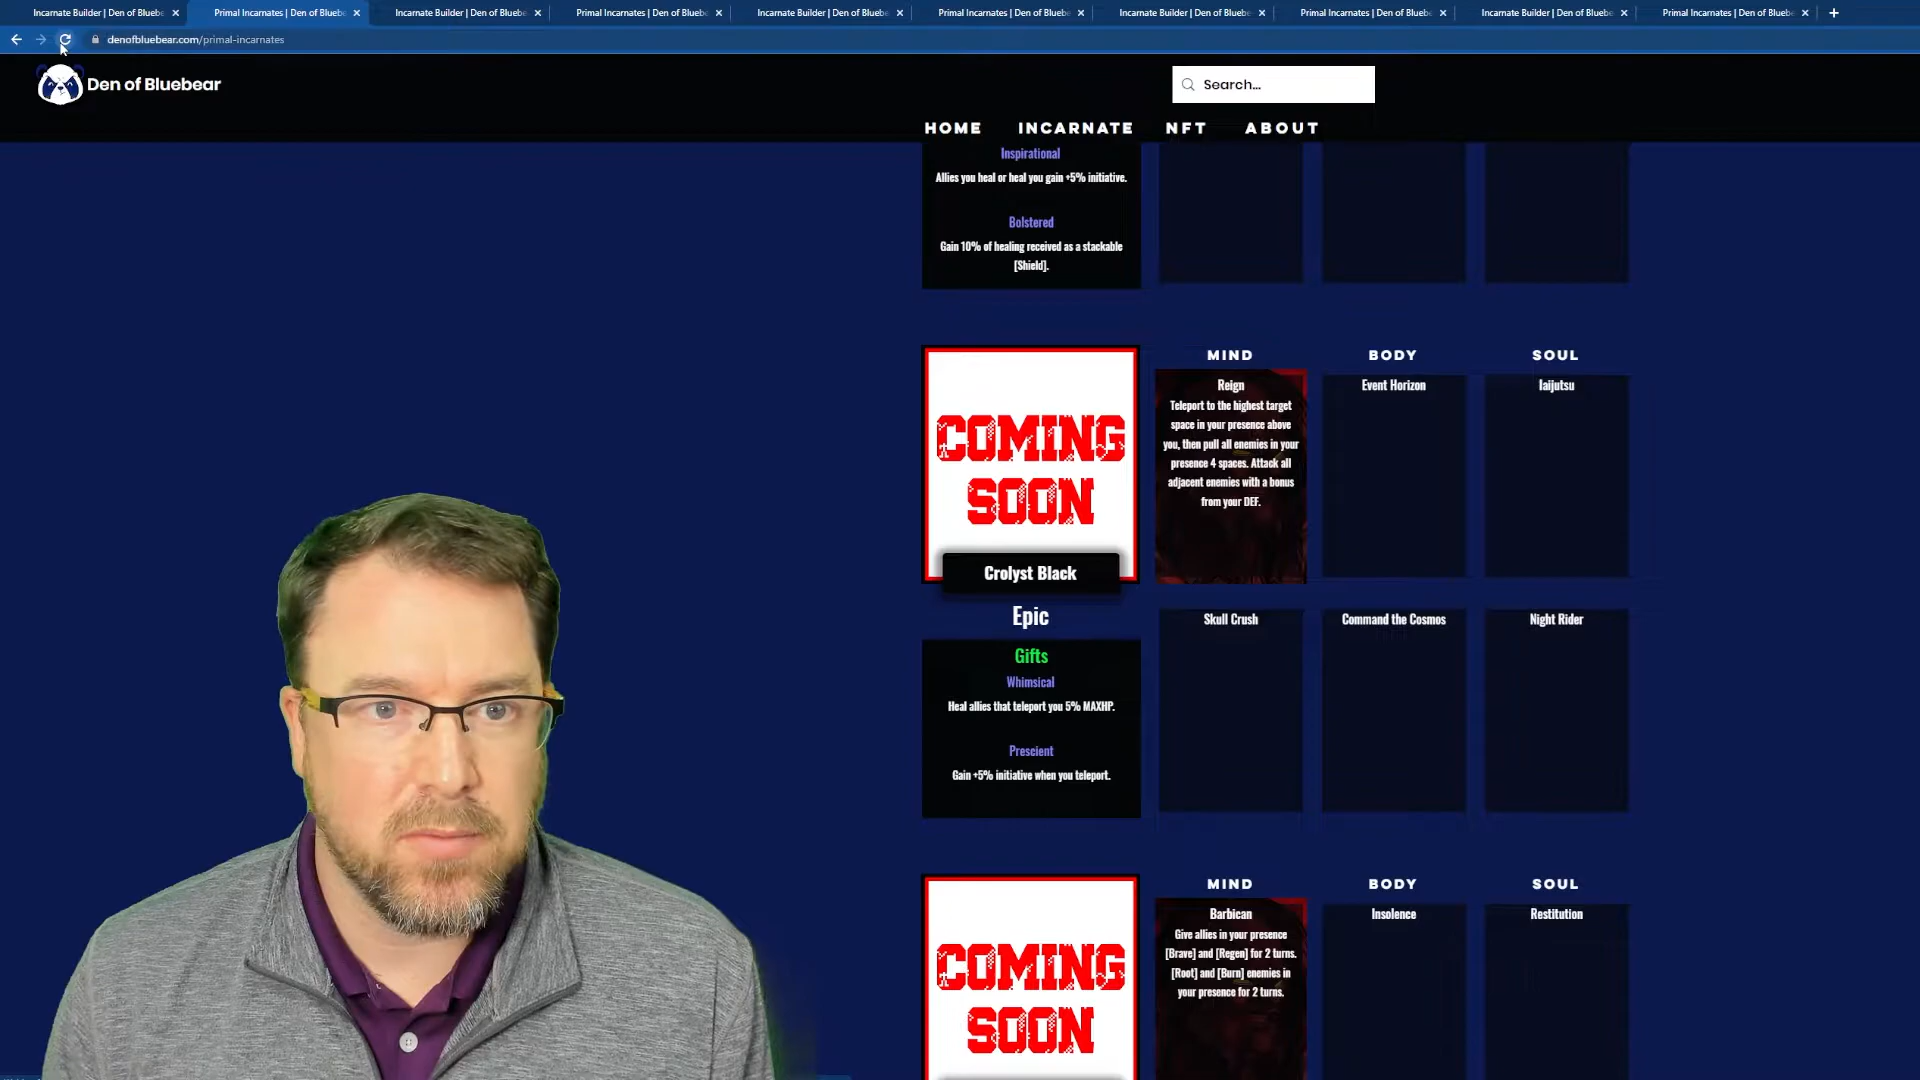 Incarnate Builder | Den of Bluebe
Primal Incarnates | Den of Bluebe
Incarnate Builder | Den of Bluebe
Primal Incarnates | Den of Bluebe
Incarnate Builder | Den of Bluebe
Primal Incarnates | Den of Bluebe
Incarnate Builder | Den of Bluebe
Primal Incarnates | Den of Bluebe
Incarnate Builder | Den of Bluebe
Primal Incarnates | Den of Bluebe
denofbluebear.com/primal-incarnates
Den of Bluebear
Search...
HOME
INCARNATE
NFT
ABOUT
Inspirational
Allies you heal or heal you gain +5% initiative.
Bolstered
Gain 10% of healing received as a stackable
[Shield].
COMING
SOON
Crolyst Black
Epic
Gifts
Whimsical
Heal allies that teleport you 5% MAXHP.
Prescient
Gain +5% initiative when you teleport.
MIND
BODY
SOUL
Reign
Teleport to the highest target
space in your presence above
you, then pull all enemies in your
presence 4 spaces. Attack all
adjacent enemies with a bonus
from your DEF.
Event Horizon
Iaijutsu
Skull Crush
Command the Cosmos
Night Rider
COMING
SOON
MIND
BODY
SOUL
Barbican
Give allies in your presence
[Brave] and [Regen] for 2 turns.
[Root] and [Burn] enemies in
your presence for 2 turns.
Insolence
Restitution